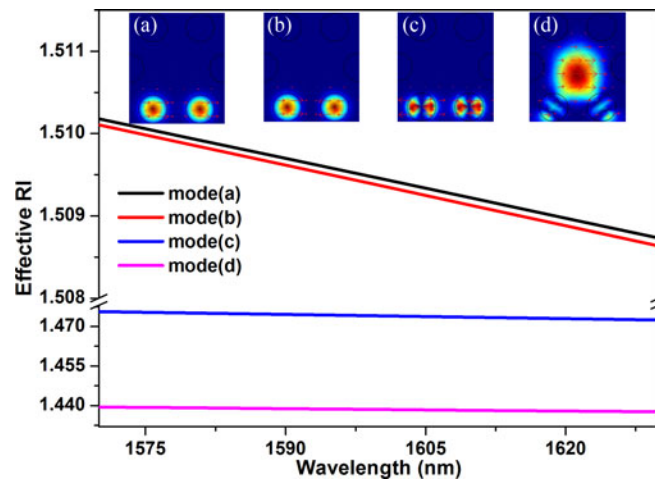 (a) (b) (c) (d)
1.511
1.510
1.509
1.508
1.470
1.455
1.440
Effective RI
mode(a)
mode(b)
mode(c)
mode(d)
1575 1590 1605 1620
Wavelength (nm)